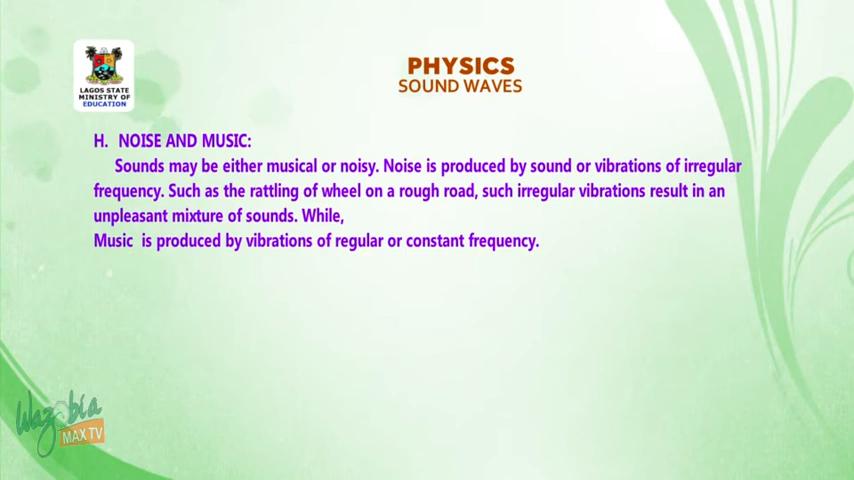 PHYSICS
SOUND WAVES
LAGOS STATE
MINISTRY OF
EDUCATION
H. NOISE AND MUSIC:
Sounds may be either musical or noisy. Noise is produced by sound or vibrations of irregular
frequency. Such as the rattling of wheel on a rough road, such irregular vibrations result in an
unpleasant mixture of sounds. While,
Music is produced by vibrations of regular or constant frequency.
Wazobia
MAX TV